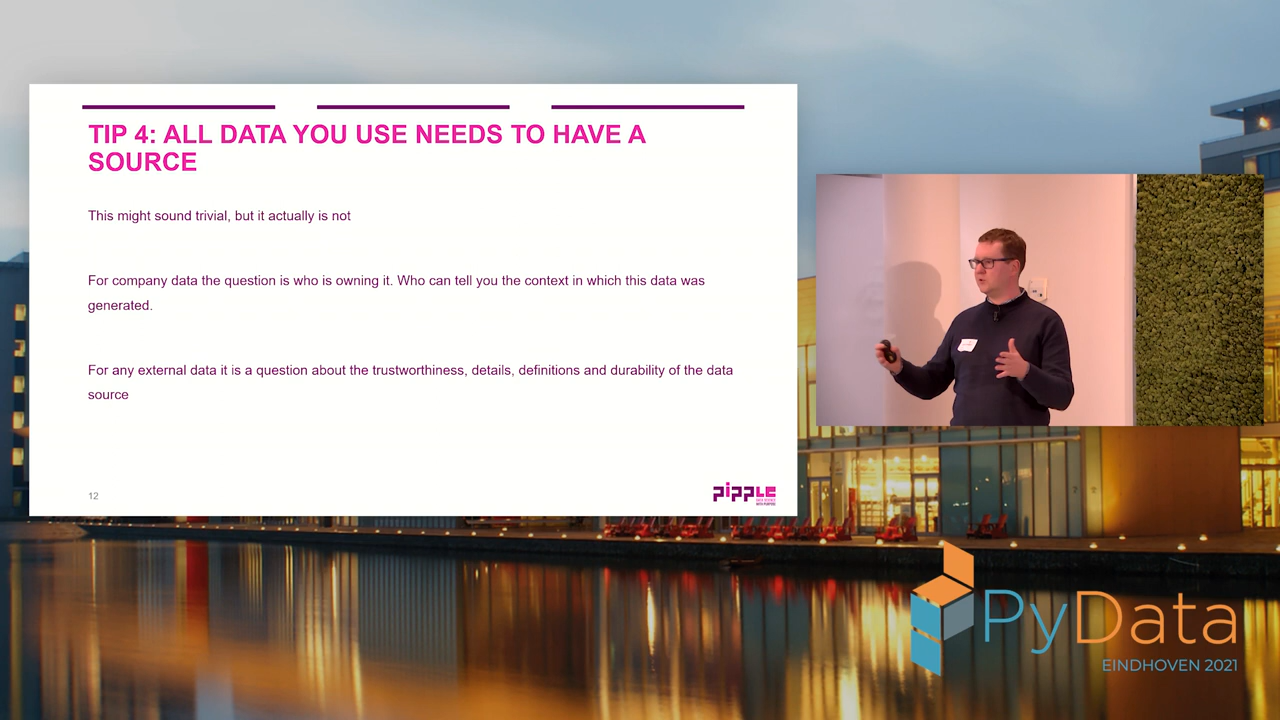 TIP 4: ALL DATA YOU USE NEEDS TO HAVE A
SOURCE
This might sound trivial, but it actually is not
For company data the question is who is owning it. Who can tell you the context in which this data was
generated.
For any external data it is a question about the trustworthiness, details, definitions and durability of the data
source
12
pipple
PyData
EINDHOVEN 2021